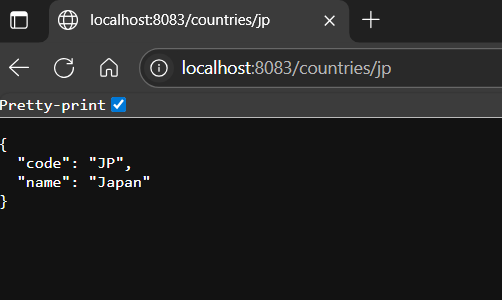 localhost:8083/countries/jp
localhost:8083/countries/jp
Pretty-print
{
  "code": "JP",
  "name": "Japan"
}